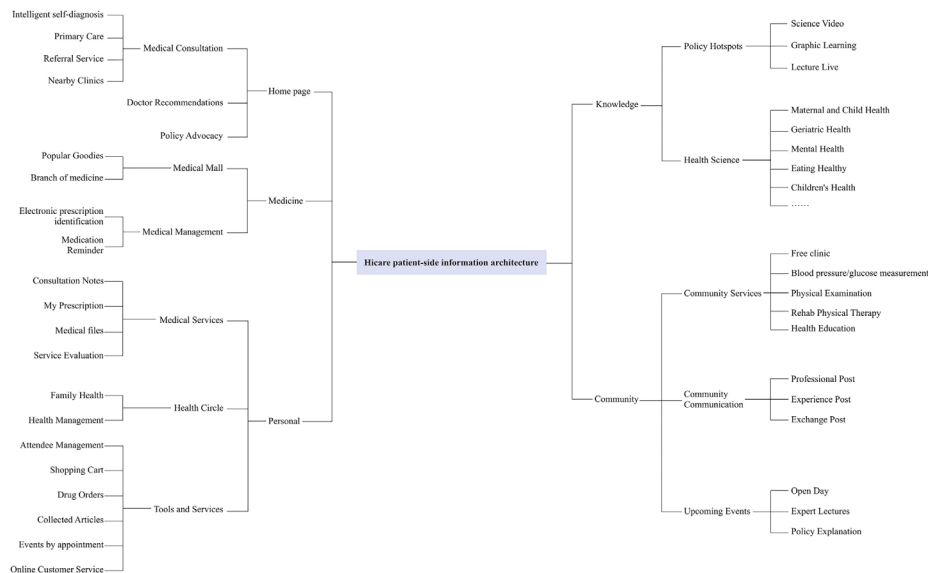 Intelligent self-diagnosis
Primary Care
Referral Service
Nearby Clinics
Medical Consultation
Doctor Recommendations
Policy Advocacy
Home page
Popular Goodies
Branch of medicine
Medical Mall
Electronic prescription
identification
Medication
Reminder
Medical Management
Medicine
Consultation Notes
My Prescription
Medical files
Service Evaluation
Medical Services
Family Health
Health Management
Health Circle
Attendee Management
Shopping Cart
Drug Orders
Collected Articles
Events by appointment
Online Customer Service
Tools and Services
Personal
Hicare patient-side information architecture
Knowledge
Policy Hotspots
Science Video
Graphic Learning
Lecture Live
Health Science
Maternal and Child Health
Geriatric Health
Mental Health
Eating Healthy
Children's Health
……
Community
Community Services
Free clinic
Blood pressure/glucose measurement
Physical Examination
Rehab Physical Therapy
Health Education
Community
Communication
Professional Post
Experience Post
Exchange Post
Upcoming Events
Open Day
Expert Lectures
Policy Explanation